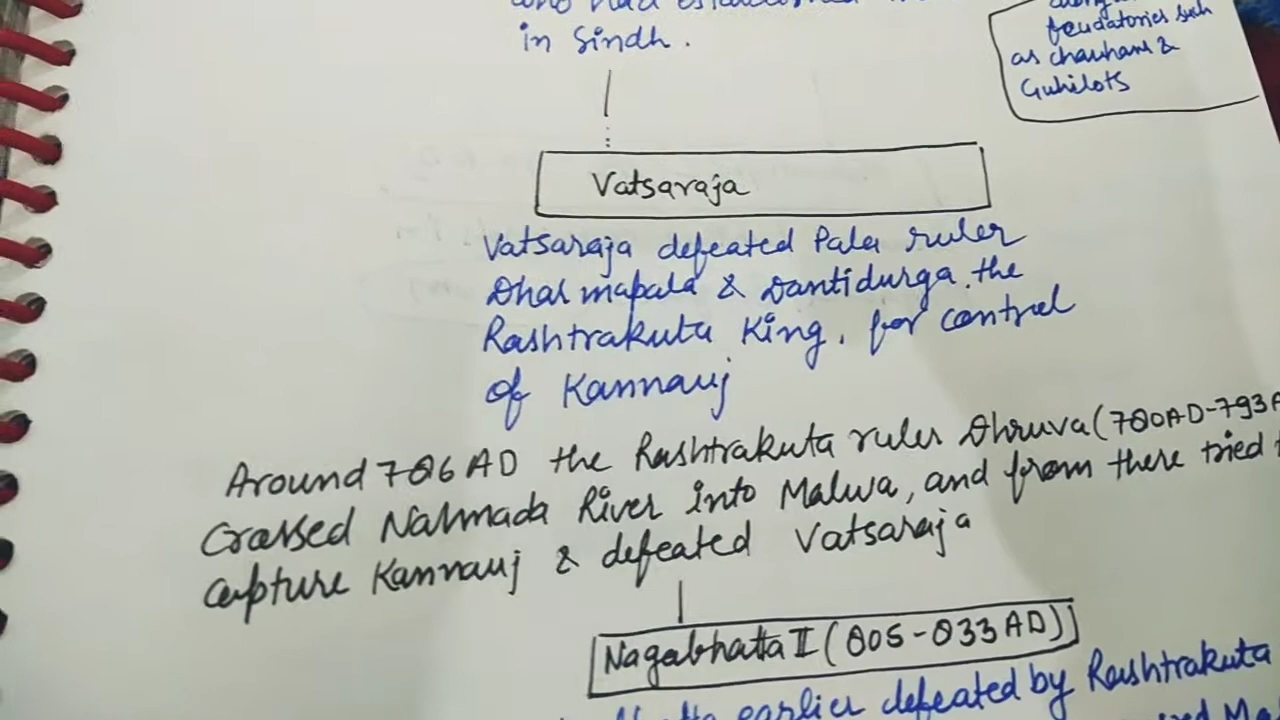 in Sindh.
feudatories such
as chauhans &
Guhilots
Vatsaraja
Vatsaraja defeated Pala ruler
Dharmapala & Dantidurga, the
Rashtrakuta King, for control
of Kannauj
Around 786 AD the Rashtrakuta ruler Dhruva (780AD-793A
crossed Narmada River into Malwa, and from there tried
capture Kannauj & defeated Vatsaraja
Nagabhatta II (805-833 AD)
earlier defeated by Rashtrakuta